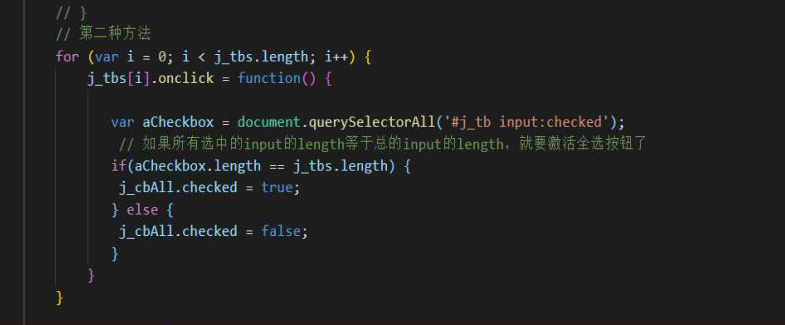 // }
// 第二种方法
for (var i = 0; i < j_tbs.length; i++) {
j_tbs[i].onclick = function() {
var aCheckbox = document.querySelectorAll('#j_tb input:checked');
// 如果所有选中的input的length等于总的input的length，就要激活全选按钮了
if(aCheckbox.length == j_tbs.length) {
j_cbAll.checked = true;
} else {
j_cbAll.checked = false;
}
}
}